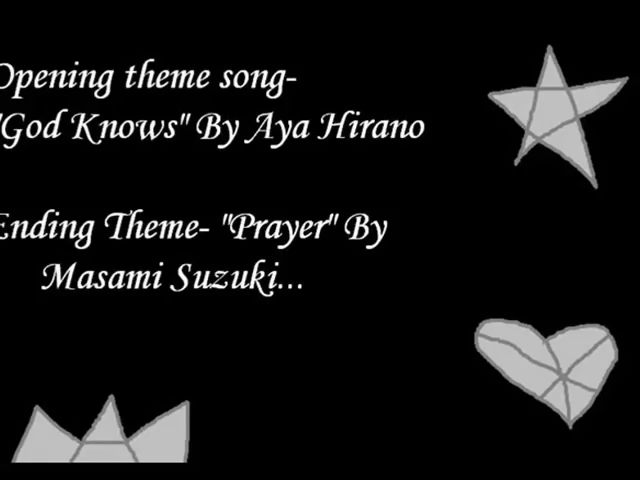 Opening theme song-
"God Knows" By Aya Hirano
Ending Theme- "Prayer" By
Masami Suzuki...